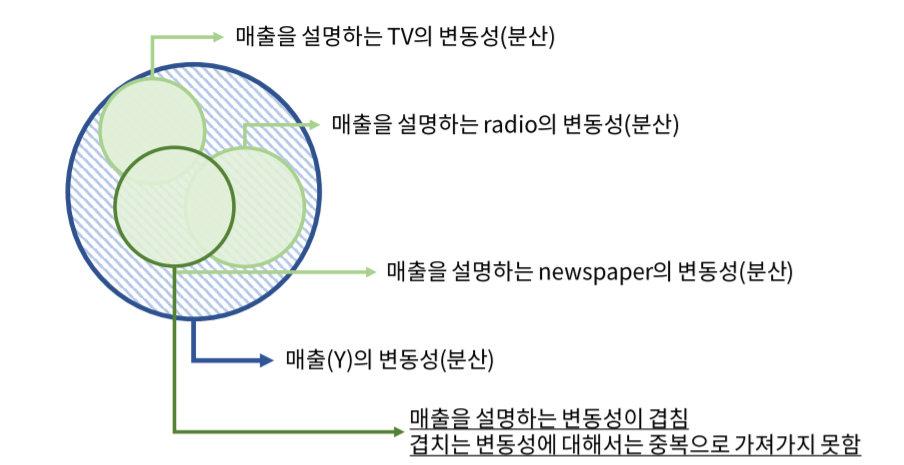 매출을 설명하는 TV의 변동성(분산)
매출을 설명하는 radio의 변동성(분산)
매출을 설명하는 newspaper의 변동성(분산)
매출(Y)의 변동성(분산)
매출을 설명하는 변동성이 겹침
겹치는 변동성에 대해서는 중복으로 가져가지 못함